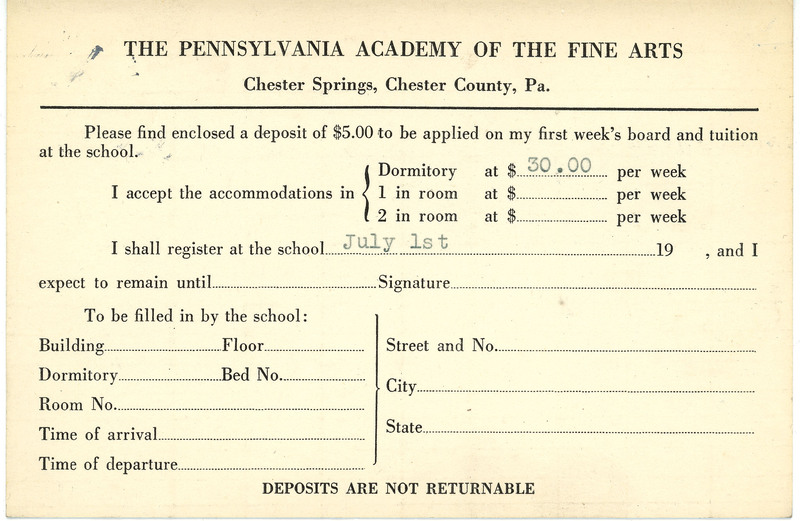 THE PENNSYLVANIA ACADEMY OF THE FINE ARTS
Chester Springs, Chester County, Pa.
Please find enclosed a deposit of $5.00 to be applied on my first week's board and tuition
at the school.
I accept the accommodations in
Dormitory at $ 30.00 per week
1 in room at $ per week
2 in room at $ per week
I shall register at the school July 1st 19 , and I
expect to remain until Signature
To be filled in by the school:
Building Floor
Dormitory Bed No.
Room No.
Time of arrival
Time of departure
Street and No.
City
State
DEPOSITS ARE NOT RETURNABLE